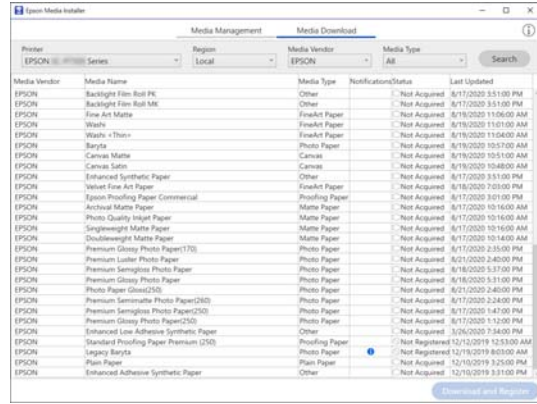 Epson Media Installer
Media Management Media Download
Printer Region Media Vendor Media Type
EPSON Series Local EPSON All Search
Media Vendor Media Name Media Type Notifications Status Last Updated
EPSON Backlight Film Roll PK Other Not Acquired 8/17/2020 3:51:00 PM
EPSON Backlight Film Roll MK Other Not Acquired 8/17/2020 3:51:00 PM
EPSON Fine Art Matte FineArt Paper Not Acquired 8/19/2020 11:06:00 AM
EPSON Washi FineArt Paper Not Acquired 8/19/2020 11:01:00 AM
EPSON Washi <Thin> FineArt Paper Not Acquired 8/19/2020 11:04:00 AM
EPSON Baryta Photo Paper Not Acquired 8/19/2020 10:57:00 AM
EPSON Canvas Matte Canvas Not Acquired 8/19/2020 10:51:00 AM
EPSON Canvas Satin Canvas Not Acquired 8/19/2020 10:48:00 AM
EPSON Enhanced Synthetic Paper Other Not Acquired 8/17/2020 3:51:00 PM
EPSON Velvet Fine Art Paper FineArt Paper Not Acquired 8/18/2020 7:03:00 PM
EPSON Epson Proofing Paper Commercial Proofing Paper Not Acquired 8/17/2020 3:01:00 PM
EPSON Archival Matte Paper Matte Paper Not Acquired 8/17/2020 10:16:00 AM
EPSON Photo Quality Inkjet Paper Matte Paper Not Acquired 8/17/2020 10:16:00 AM
EPSON Singleweight Matte Paper Matte Paper Not Acquired 8/17/2020 10:16:00 AM
EPSON Doubleweight Matte Paper Matte Paper Not Acquired 8/17/2020 10:14:00 AM
EPSON Premium Glossy Photo Paper(170) Photo Paper Not Acquired 8/17/2020 2:35:00 PM
EPSON Premium Luster Photo Paper Photo Paper Not Acquired 8/21/2020 2:40:00 PM
EPSON Premium Semigloss Photo Paper Photo Paper Not Acquired 8/18/2020 5:37:00 PM
EPSON Premium Glossy Photo Paper Photo Paper Not Acquired 8/18/2020 5:31:00 PM
EPSON Photo Paper Gloss(250) Photo Paper Not Acquired 8/21/2020 2:40:00 PM
EPSON Premium Semimatte Photo Paper(260) Photo Paper Not Acquired 8/17/2020 2:24:00 PM
EPSON Premium Semigloss Photo Paper(250) Photo Paper Not Acquired 8/17/2020 1:47:00 PM
EPSON Premium Glossy Photo Paper(250) Photo Paper Not Acquired 8/17/2020 1:12:00 PM
EPSON Enhanced Low Adhesive Synthetic Paper Other Not Acquired 3/26/2020 7:34:00 PM
EPSON Standard Proofing Paper Premium (250) Proofing Paper Not Registered 12/12/2019 12:53:00 AM
EPSON Legacy Baryta Photo Paper Not Registered 12/19/2019 8:03:00 AM
EPSON Plain Paper Plain Paper Not Acquired 12/10/2019 3:25:00 PM
EPSON Enhanced Adhesive Synthetic Paper Other Not Acquired 12/10/2019 3:31:00 PM
Download and Register